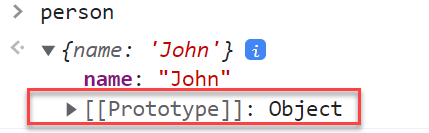 person
{name: 'John'} i
name: "John"
[[Prototype]]: Object